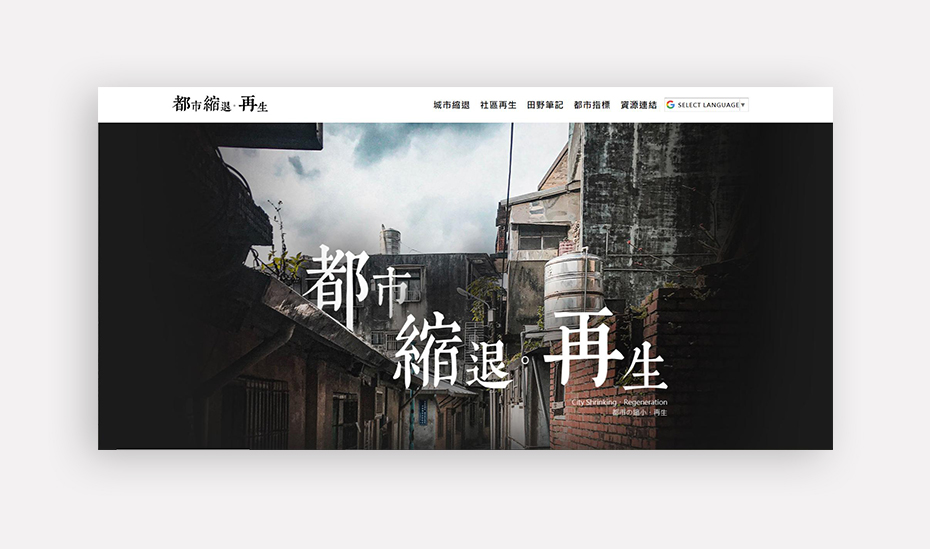 都市縮退。再生
城市縮退 社區再生 田野筆記 都市指標 資源連結 SELECT LANGUAGE ▼
都市
縮退。再生
City Shrinking．Regeneration
都市の縮小．再生